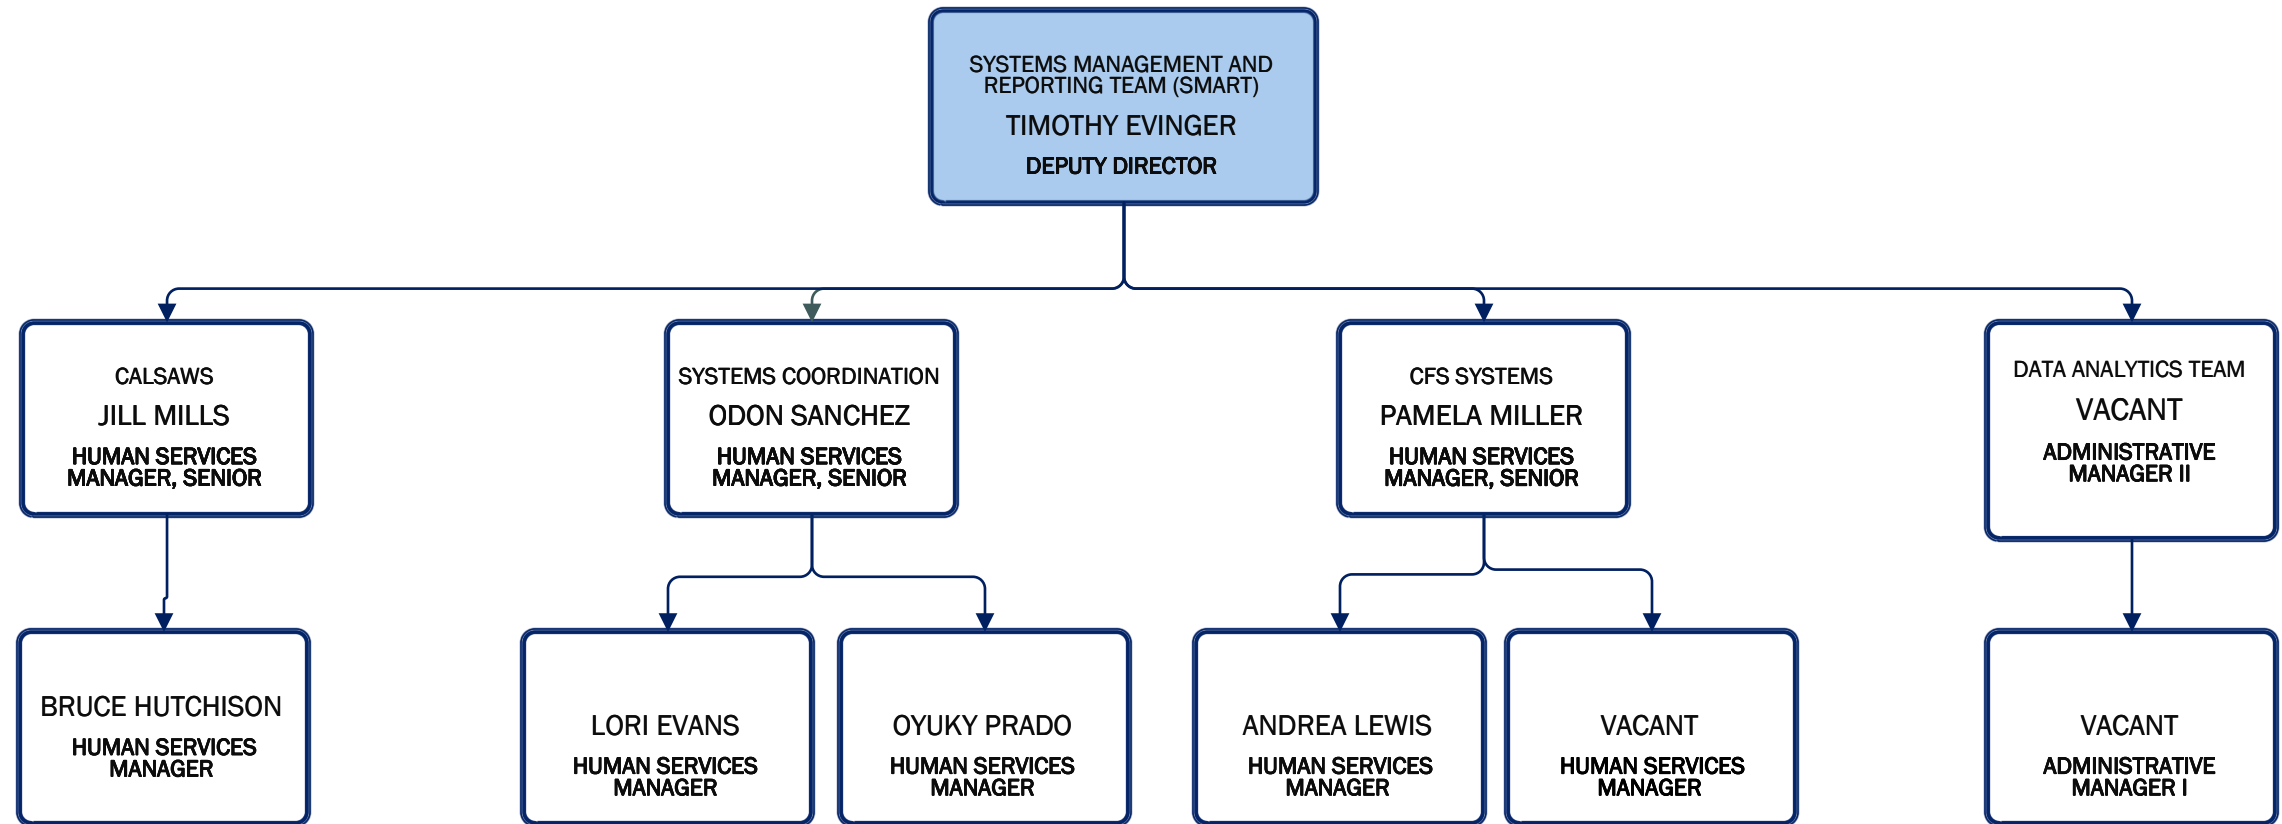 SYSTEMS MANAGEMENT AND
REPORTING TEAM (SMART)
TIMOTHY EVINGER
DEPUTY DIRECTOR
CALSAWS
JILL MILLS
HUMAN SERVICES
MANAGER, SENIOR
SYSTEMS COORDINATION
ODON SANCHEZ
HUMAN SERVICES
MANAGER, SENIOR
CFS SYSTEMS
PAMELA MILLER
HUMAN SERVICES
MANAGER, SENIOR
DATA ANALYTICS TEAM
VACANT
ADMINISTRATIVE
MANAGER II
BRUCE HUTCHISON
HUMAN SERVICES
MANAGER
LORI EVANS
HUMAN SERVICES
MANAGER
OYUKY PRADO
HUMAN SERVICES
MANAGER
ANDREA LEWIS
HUMAN SERVICES
MANAGER
VACANT
HUMAN SERVICES
MANAGER
VACANT
ADMINISTRATIVE
MANAGER I